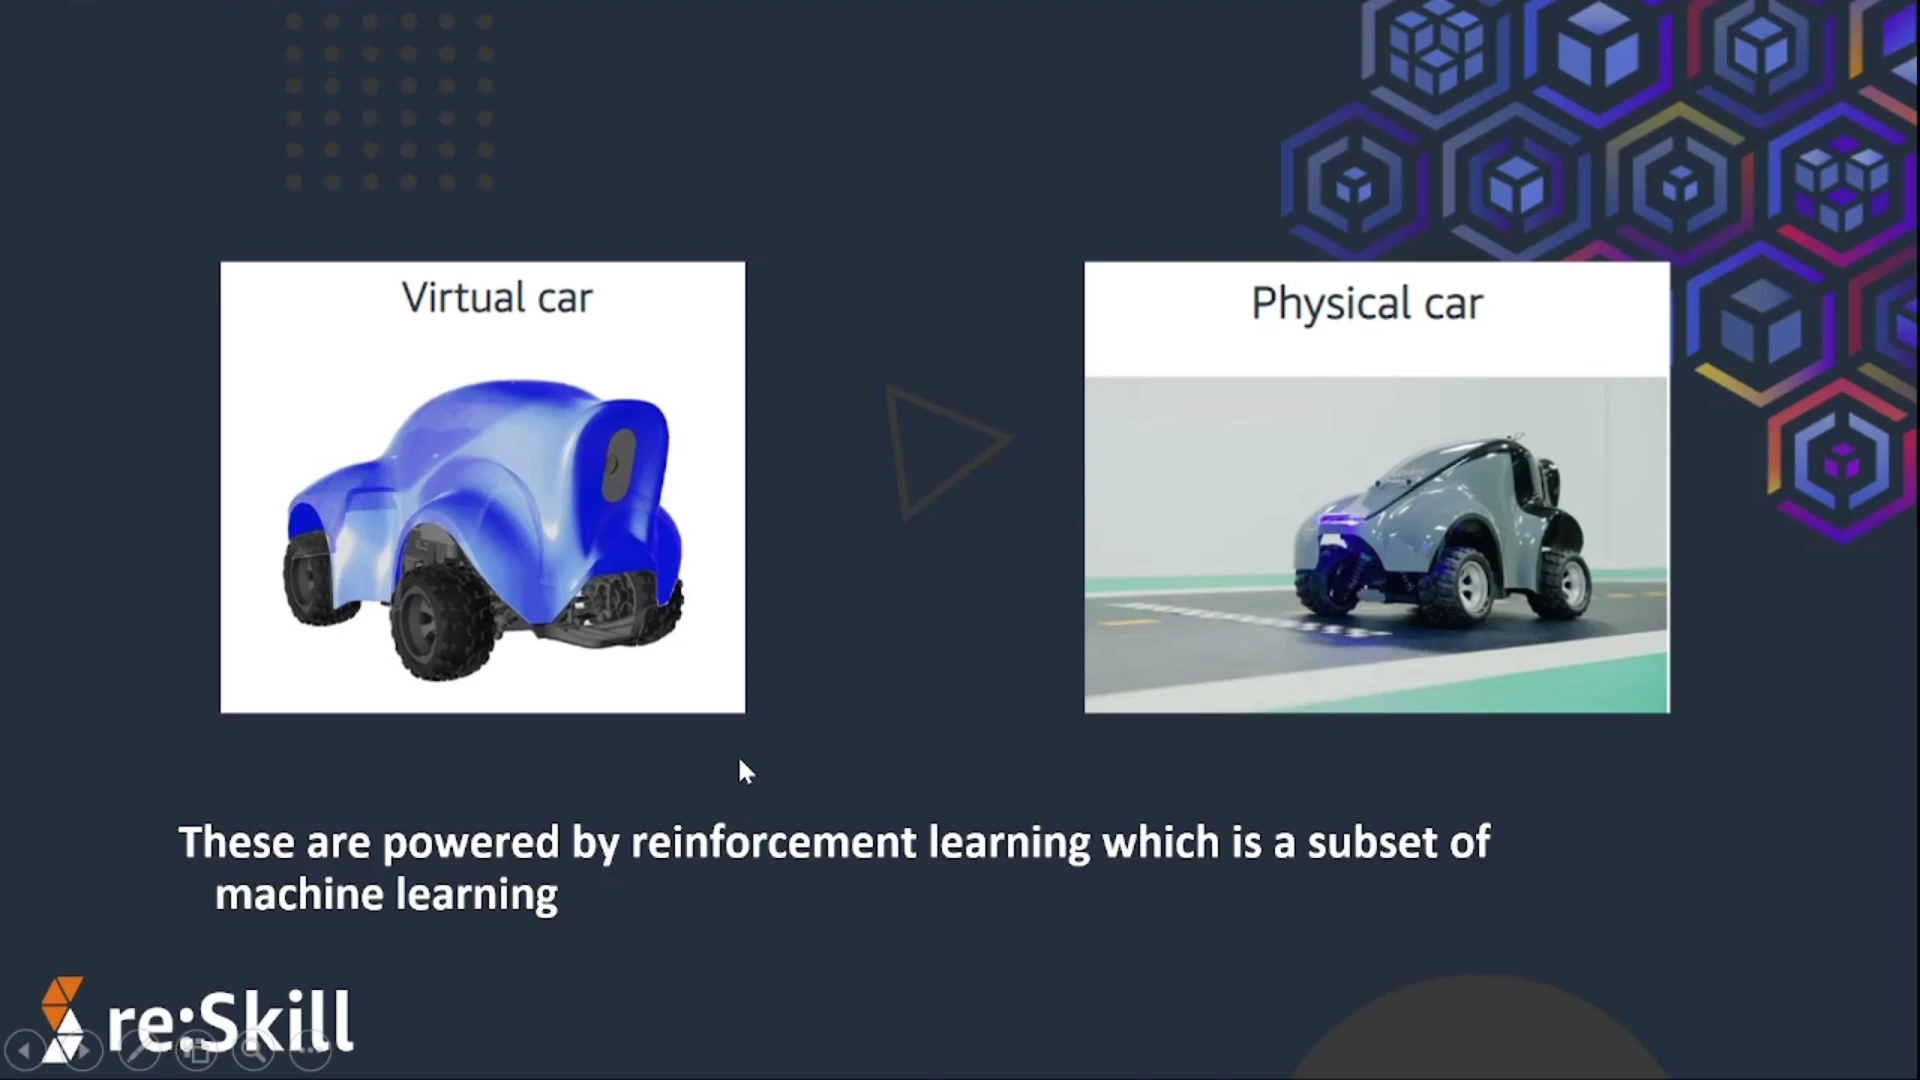 Virtual car
Physical car
These are powered by reinforcement learning which is a subset of
machine learning
re:Skill